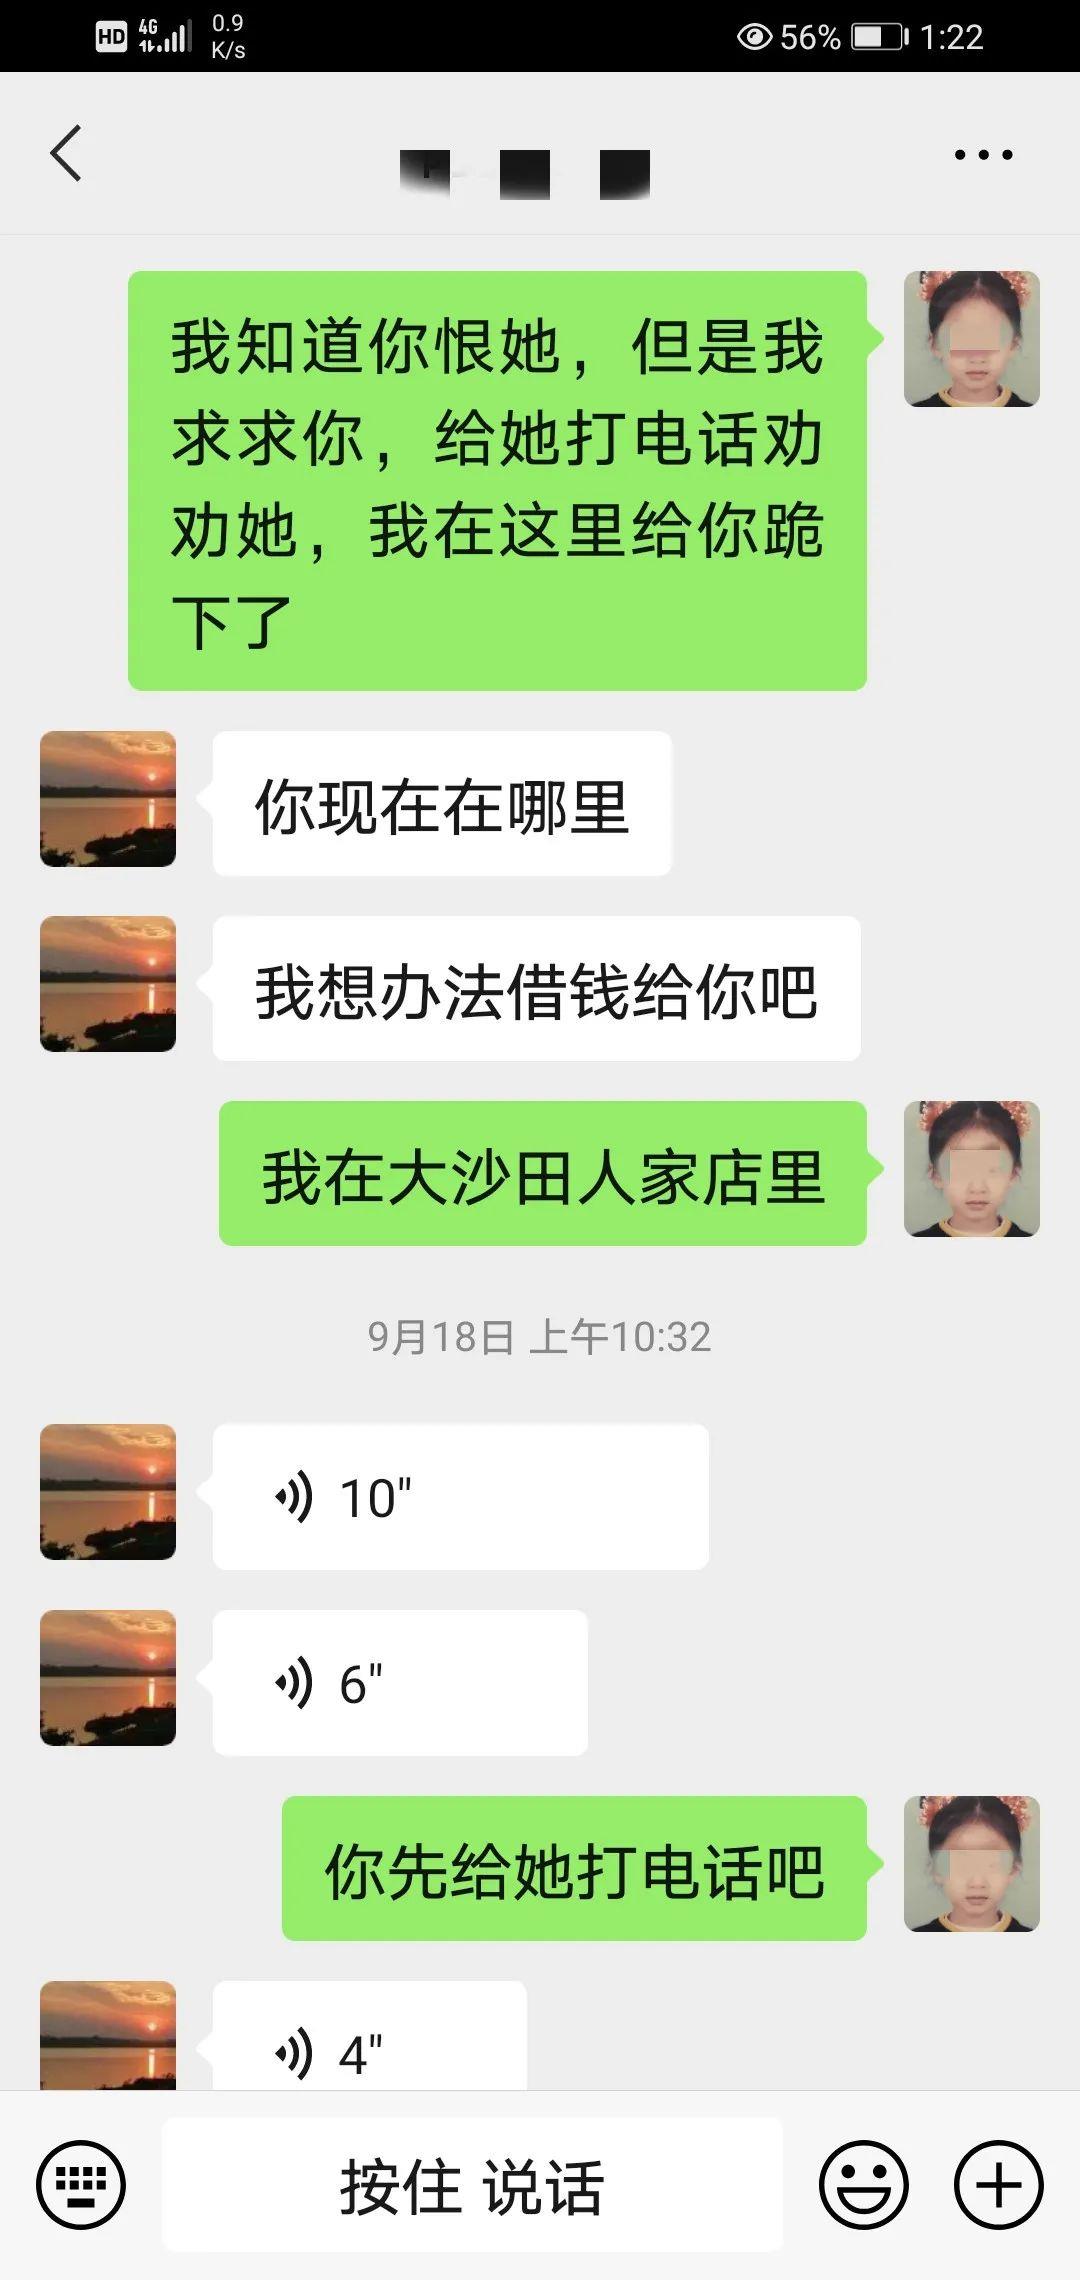 HD 4G 0.9 K/s 56% 1:22
我知道你恨她，但是我
求求你，给她打电话劝
劝她，我在这里给你跪
下了
你现在在哪里
我想办法借钱给你吧
我在大沙田人家店里
9月18日 上午10:32
10"
6"
你先给她打电话吧
4"
按住 说话